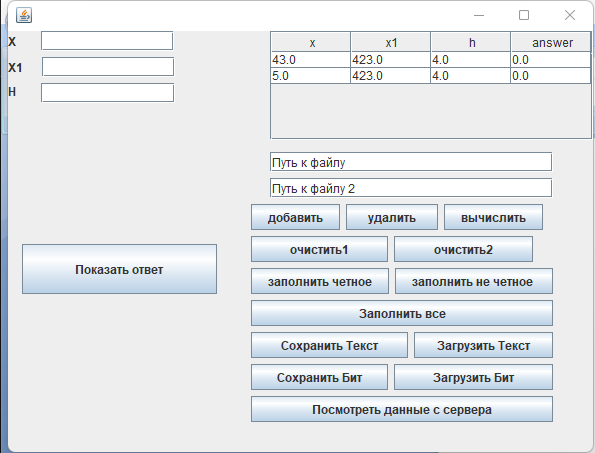 X
X1
H
x x1 h answer
43.0 423.0 4.0 0.0
5.0 423.0 4.0 0.0
Путь к файлу
Путь к файлу 2
добавить удалить вычислить
очистить1 очистить2
Показать ответ
заполнить четное заполнить не четное
Заполнить все
Сохранить Текст Загрузить Текст
Сохранить Бит Загрузить Бит
Посмотреть данные с сервера